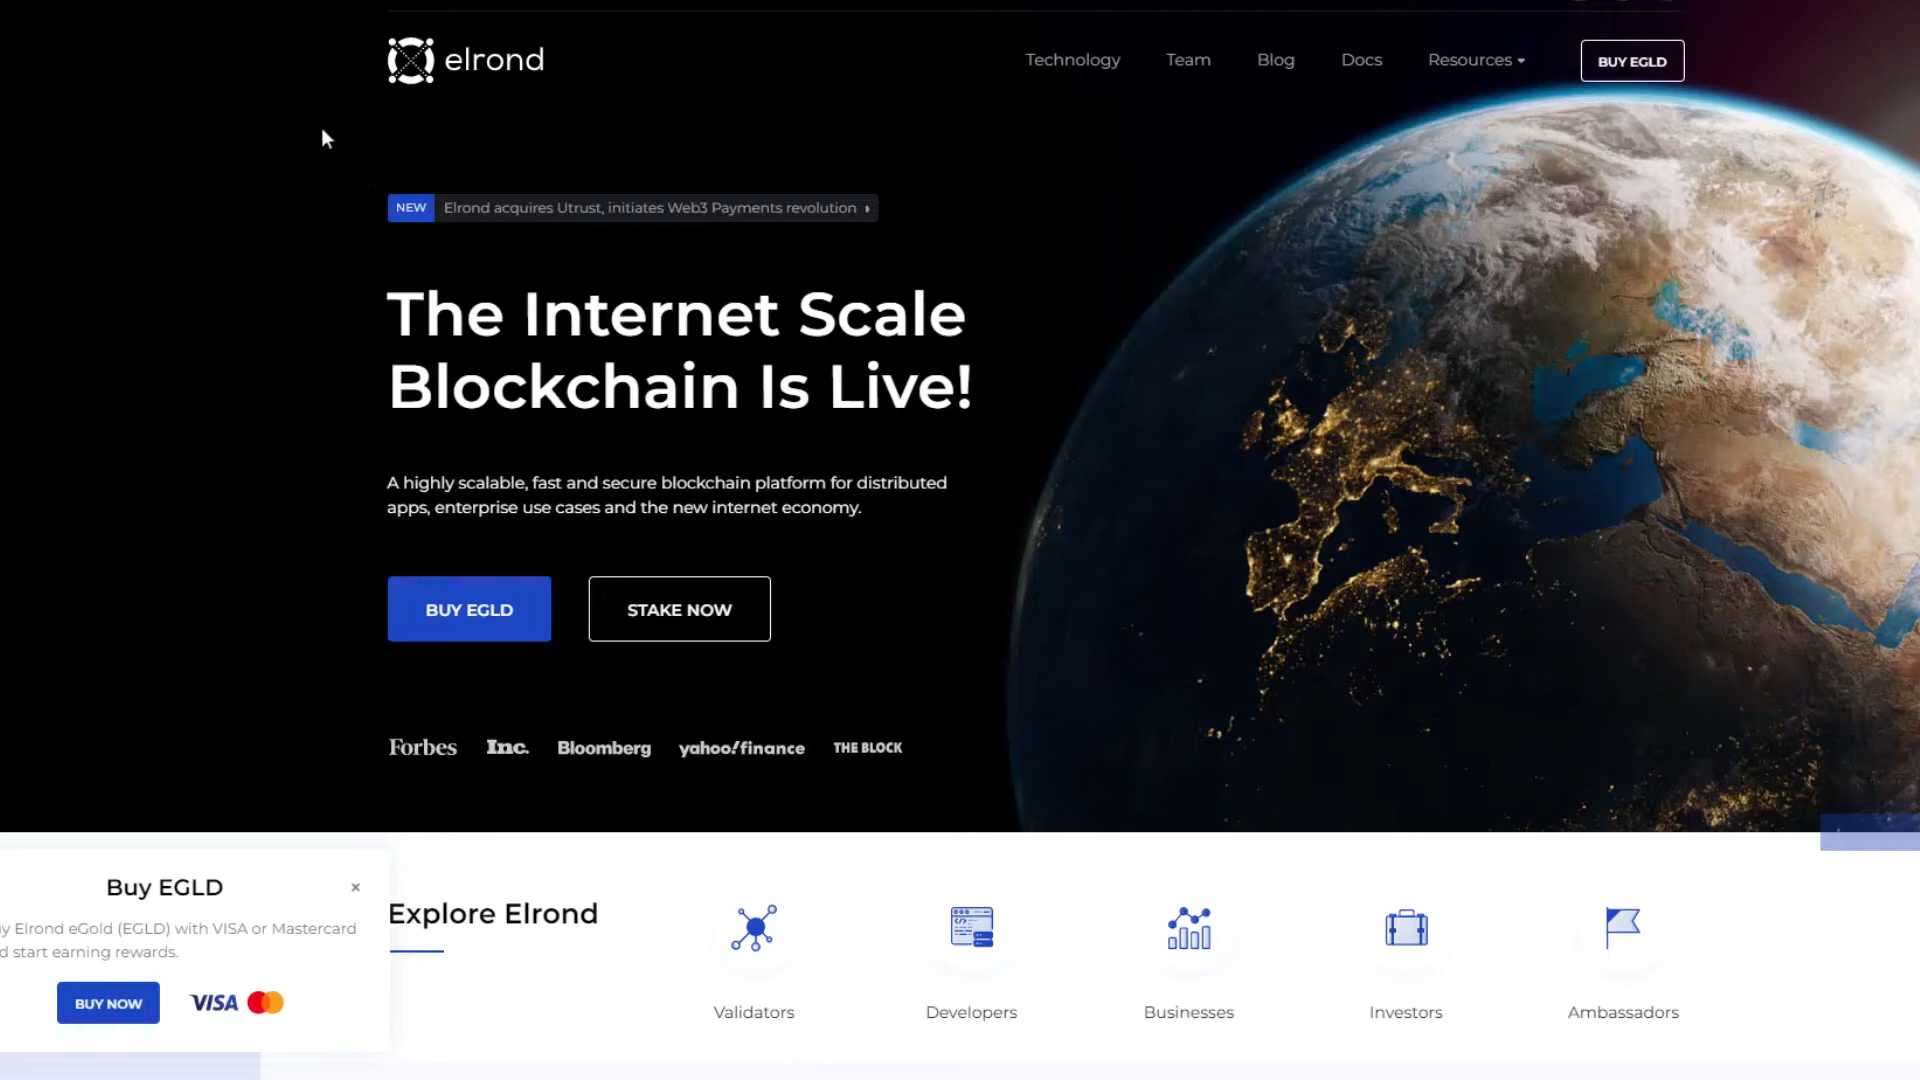 elrond
Technology
Team
Blog
Docs
Resources
BUY EGLD
NEW
Elrond acquires Utrust, initiates Web3 Payments revolution
The Internet Scale
Blockchain Is Live!
A highly scalable, fast and secure blockchain platform for distributed
apps, enterprise use cases and the new internet economy.
BUY EGLD
STAKE NOW
Forbes
Inc.
Bloomberg
yahoo!finance
THE BLOCK
Buy EGLD
Elrond eGold (EGLD) with VISA or Mastercard
start earning rewards.
BUY NOW
VISA
Explore Elrond
Validators
Developers
Businesses
Investors
Ambassadors